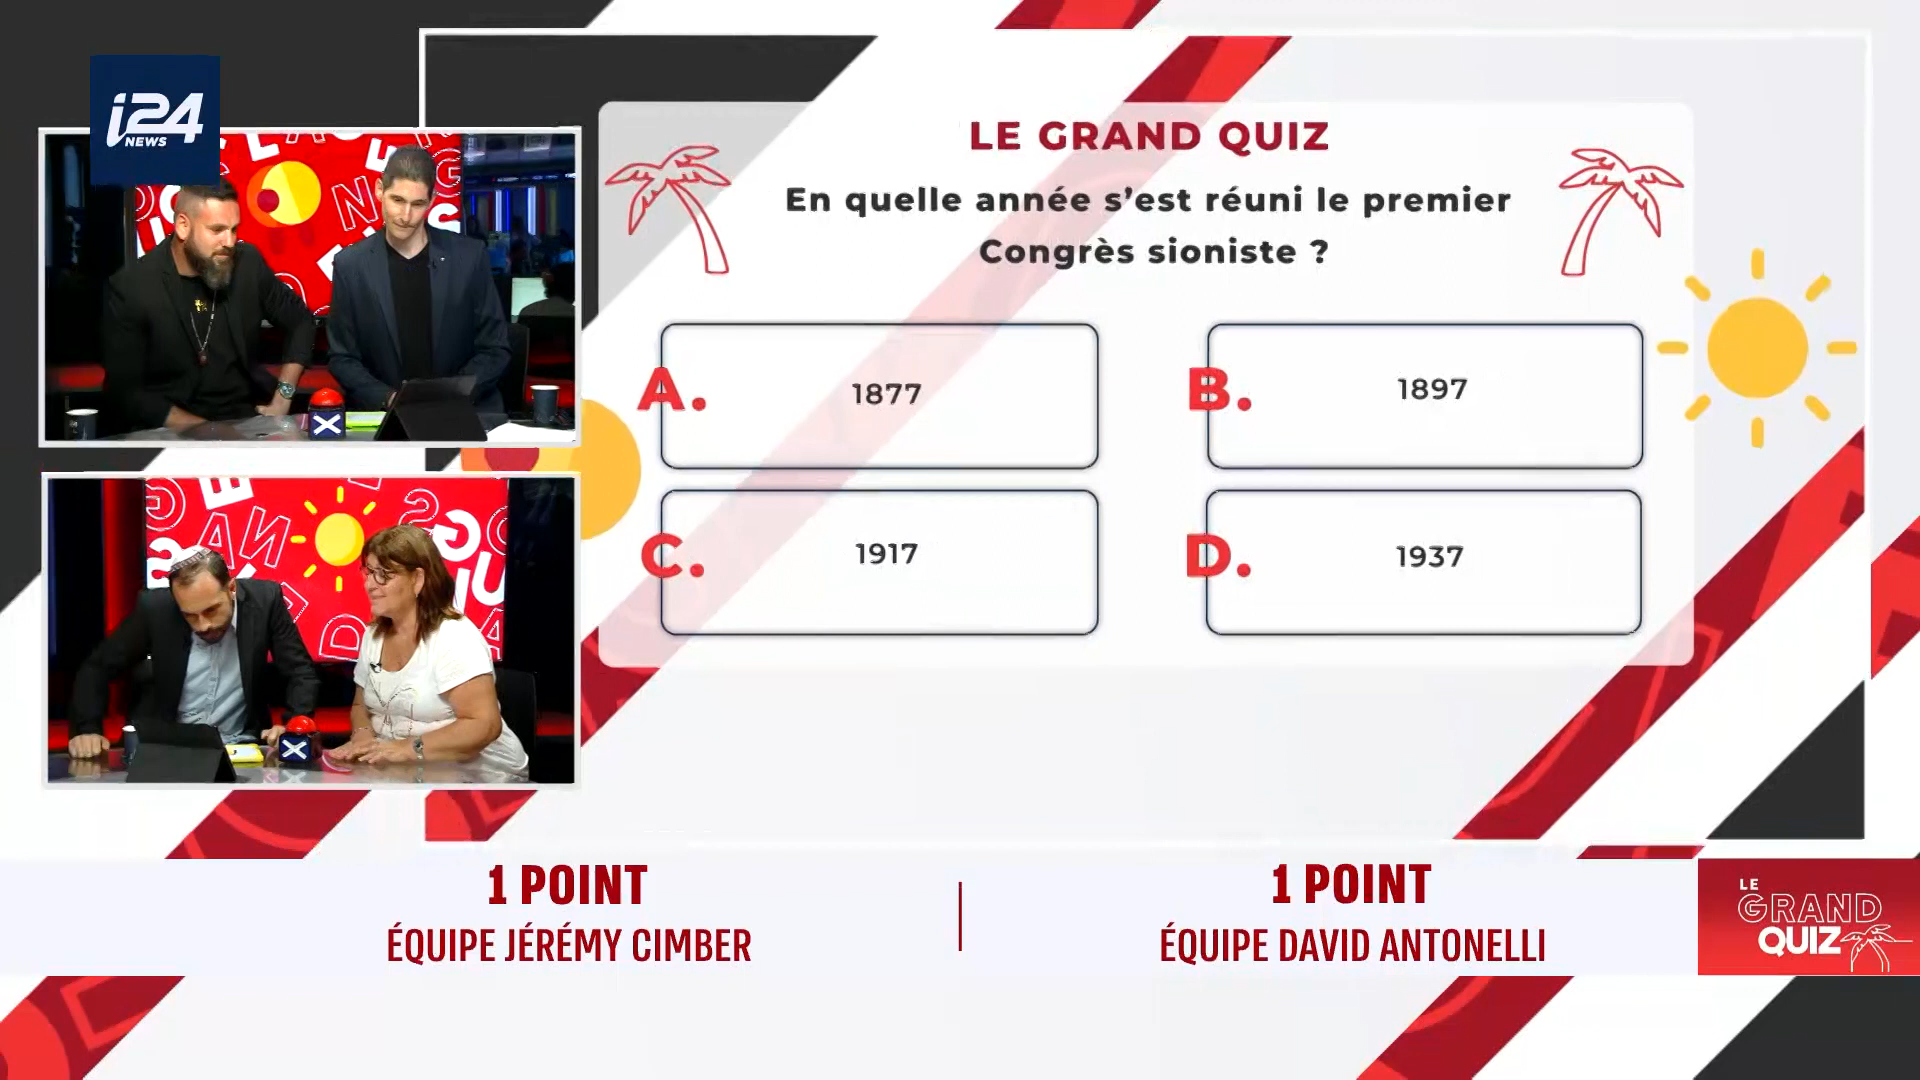 i24
NEWS
LE GRAND QUIZ
En quelle année s’est réuni le premier
Congrès sioniste ?
A.
1877
B.
1897
C.
1917
D.
1937
1 POINT
ÉQUIPE JÉRÉMY CIMBER
1 POINT
ÉQUIPE DAVID ANTONELLI
LE
GRAND
QUIZ